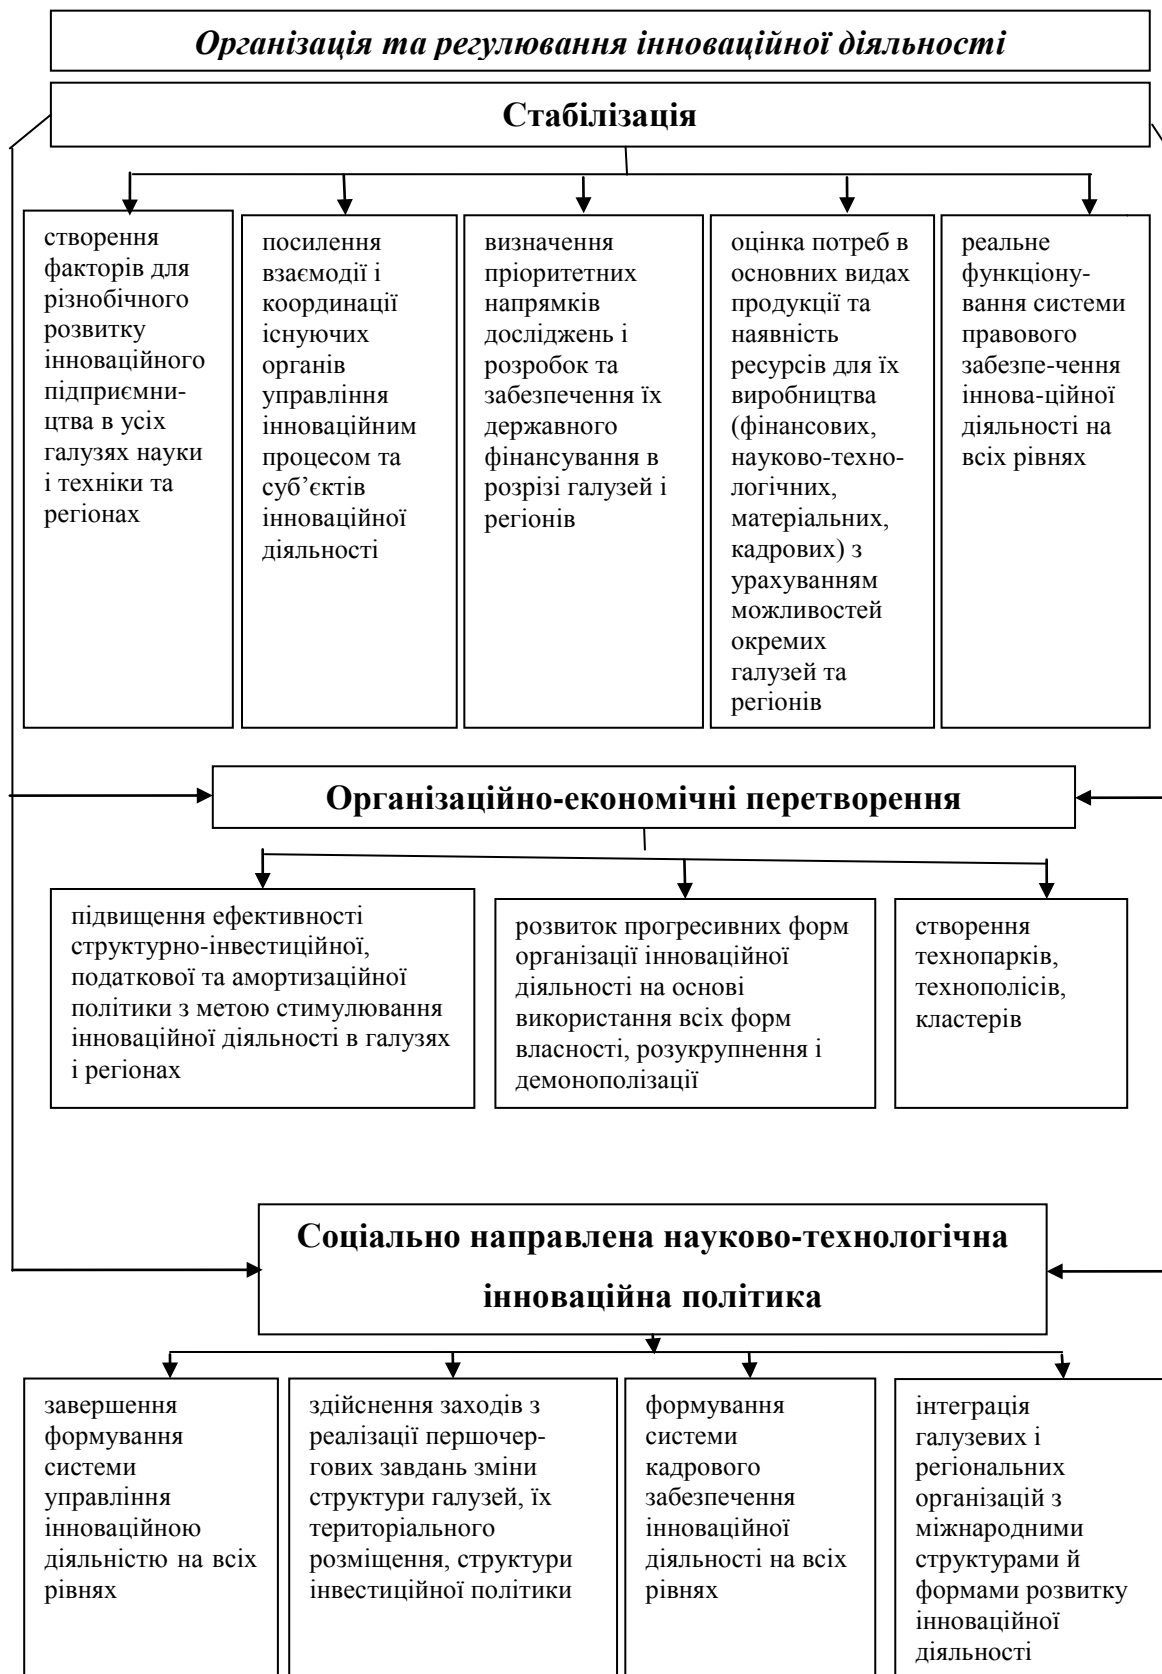 Організація та регулювання інноваційної діяльності
Стабілізація
створення
факторів для
різнобічного
розвитку
інноваційного
підприємни-
цтва в усіх
галузях науки
і техніки та
регіонах
посилення
взаємодії і
координації
існуючих
органів
управління
інноваційним
процесом та
суб’єктів
інноваційної
діяльності
визначення
пріоритетних
напрямків
досліджень і
розробок та
забезпечення їх
державного
фінансування в
розрізі галузей і
регіонів
оцінка потреб в
основних видах
продукції та
наявність
ресурсів для їх
виробництва
(фінансових,
науково-техно-
логічних,
матеріальних,
кадрових) з
урахуванням
можливостей
окремих
галузей та
регіонів
реальне
функціону-
вання системи
правового
забезпе-чення
іннова-ційної
діяльності на
всіх рівнях
Організаційно-економічні перетворення
підвищення ефективності
структурно-інвестиційної,
податкової та амортизаційної
політики з метою стимулювання
інноваційної діяльності в галузях
і регіонах
розвиток прогресивних форм
організації інноваційної
діяльності на основі
використання всіх форм
власності, розукрупнення і
демонополізації
створення
технопарків,
технополісів,
кластерів
Соціально направлена науково-технологічна
інноваційна політика
завершення
формування
системи
управління
інноваційною
діяльністю на всіх
рівнях
здійснення заходів з
реалізації першочер-
гових завдань зміни
структури галузей, їх
територіального
розміщення, структури
інвестиційної політики
формування
системи
кадрового
забезпечення
інноваційної
діяльності на всіх
рівнях
інтеграція
галузевих і
регіональних
організацій з
міжнародними
структурами й
формами розвитку
інноваційної
діяльності